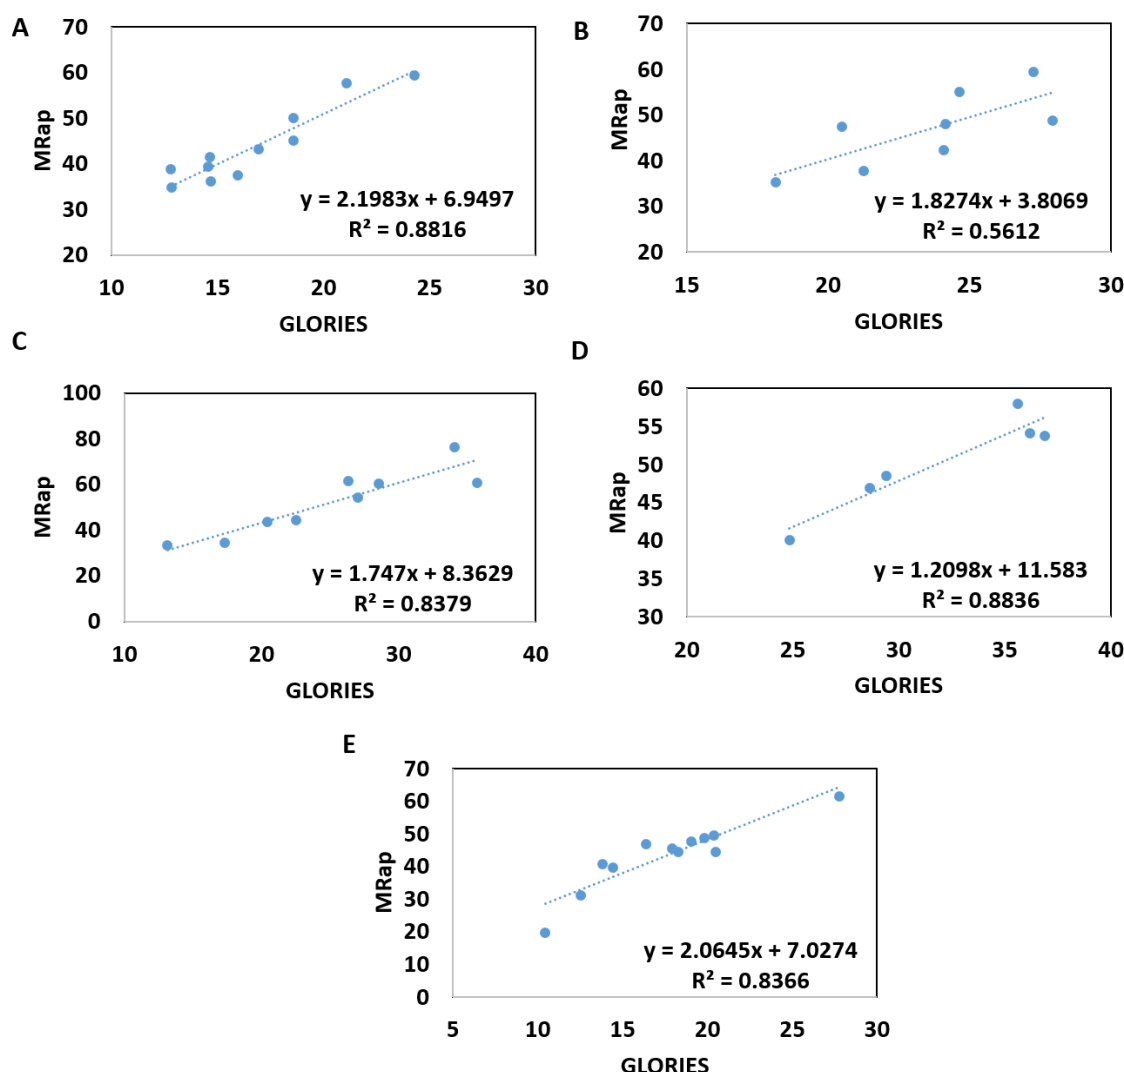 A
70
60
50
40
30
20
MRap
y = 2.1983x + 6.9497
R² = 0.8816
10 15 20 25 30
GLORIES
B
70
60
50
40
30
20
MRap
y = 1.8274x + 3.8069
R² = 0.5612
15 20 25 30
GLORIES
C
100
80
60
40
20
0
MRap
y = 1.747x + 8.3629
R² = 0.8379
10 20 30 40
GLORIES
D
60
55
50
45
40
35
30
MRap
y = 1.2098x + 11.583
R² = 0.8836
20 25 30 35 40
GLORIES
E
70
60
50
40
30
20
10
0
MRap
y = 2.0645x + 7.0274
R² = 0.8366
5 10 15 20 25 30
GLORIES